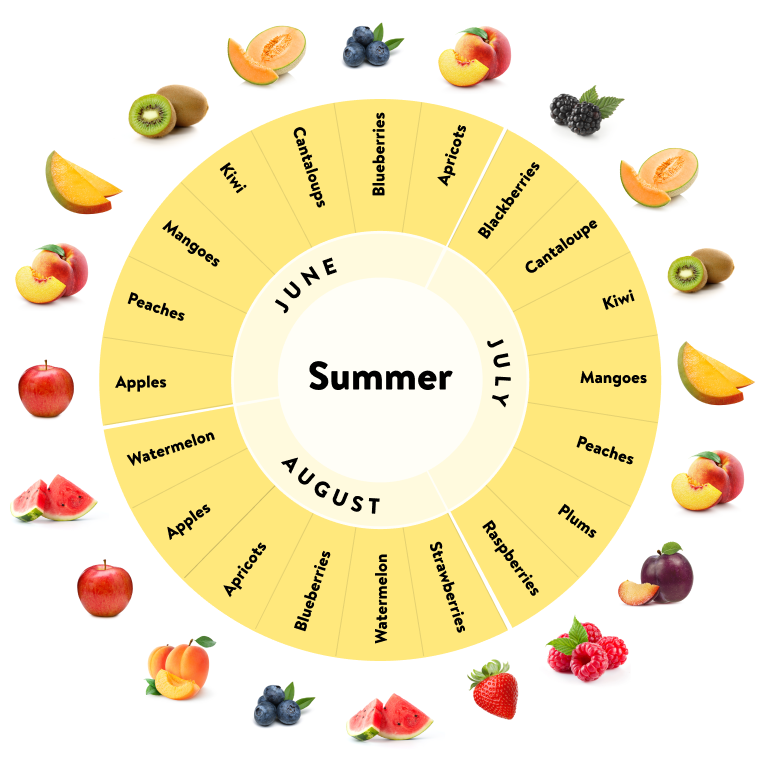 Summer
JUNE
Apples
Peaches
Mangoes
Kiwi
Cantaloups
Blueberries
Apricots
JULY
Blackberries
Cantaloupe
Kiwi
Mangoes
Peaches
Plums
Raspberries
AUGUST
Strawberries
Watermelon
Blueberries
Apricots
Apples
Watermelon